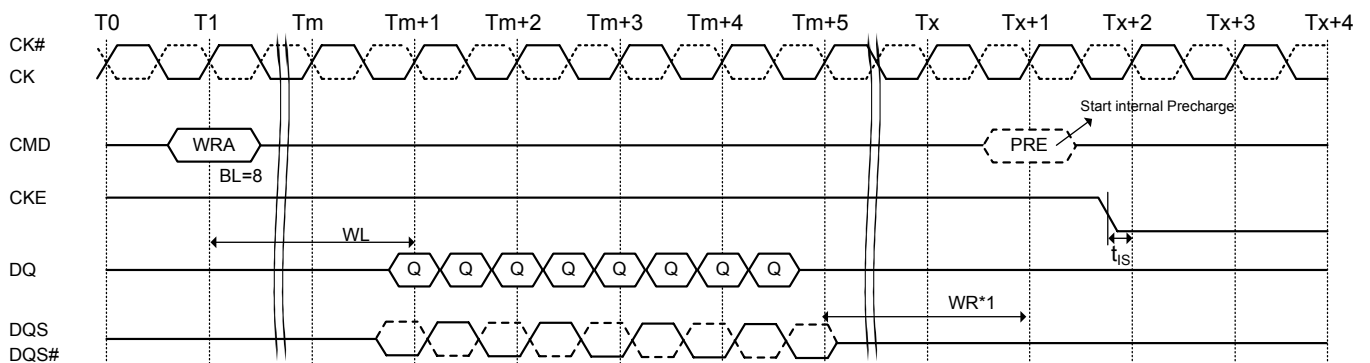 T0 T1 Tm Tm+1 Tm+2 Tm+3 Tm+4 Tm+5 Tx Tx+1 Tx+2 Tx+3 Tx+4
CK#
CK
Start internal Precharge
CMD WRA PRE
BL=8
CKE
WL
tIS
DQ Q Q Q Q Q Q Q Q
WR*1
DQS
DQS#